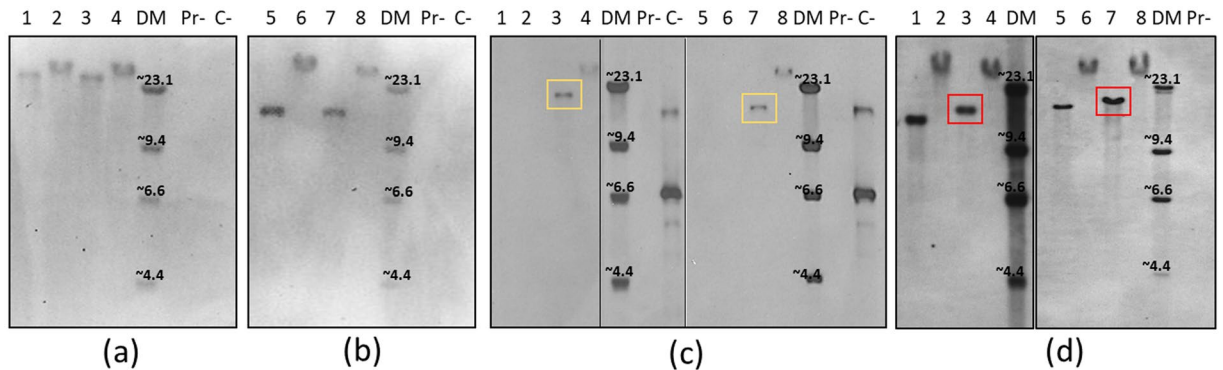 1 2 3 4 DM Pr- C- 5 6 7 8 DM Pr- C- 1 2 3 4 DM Pr- C- 5 6 7 8 DM Pr- C- 1 2 3 4 DM 5 6 7 8 DM Pr-
~23.1 ~23.1 ~23.1 ~23.1 ~23.1 ~23.1
~9.4 ~9.4 ~9.4 ~9.4 ~9.4 ~9.4
~6.6 ~6.6 ~6.6 ~6.6 ~6.6 ~6.6
~4.4 ~4.4 ~4.4 ~4.4 ~4.4 ~4.4
(a) (b) (c) (d)